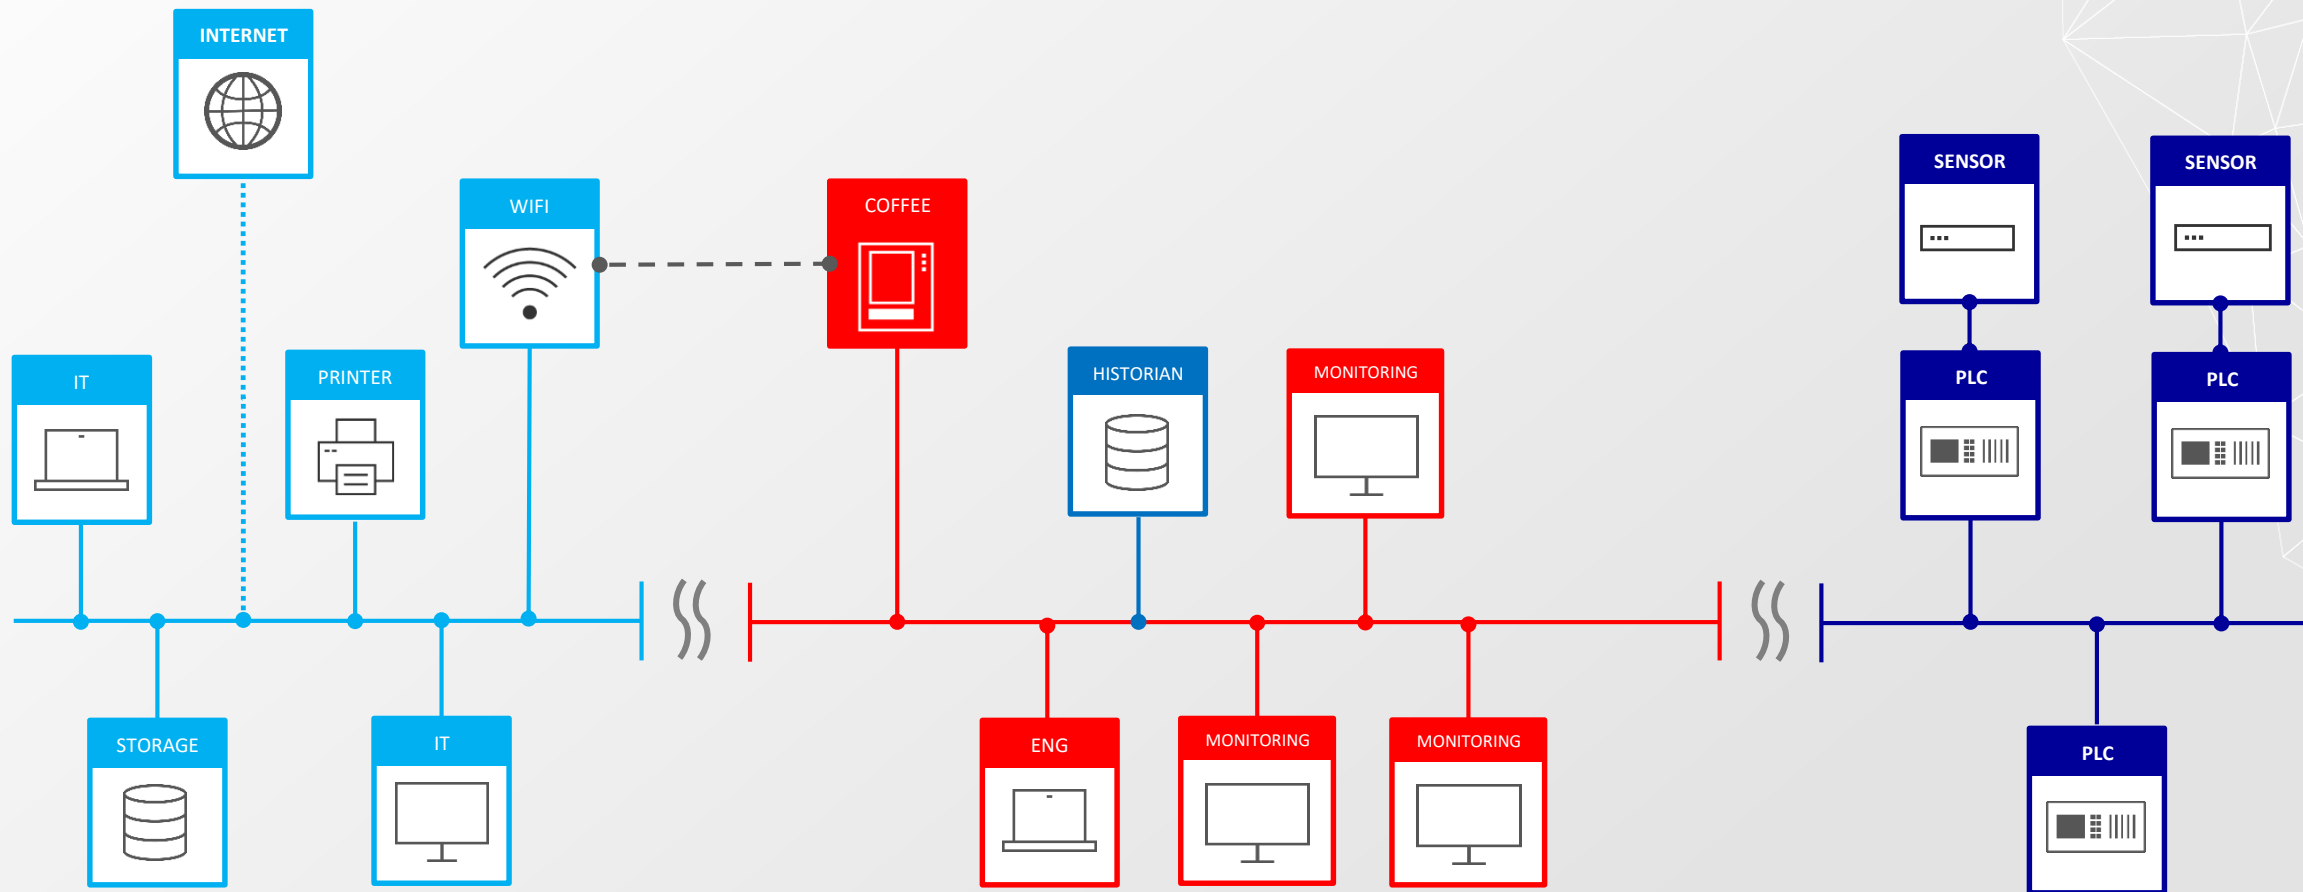 INTERNET
WIFI
COFFEE
SENSOR
SENSOR
IT
PRINTER
HISTORIAN
MONITORING
PLC
PLC
STORAGE
IT
ENG
MONITORING
MONITORING
PLC